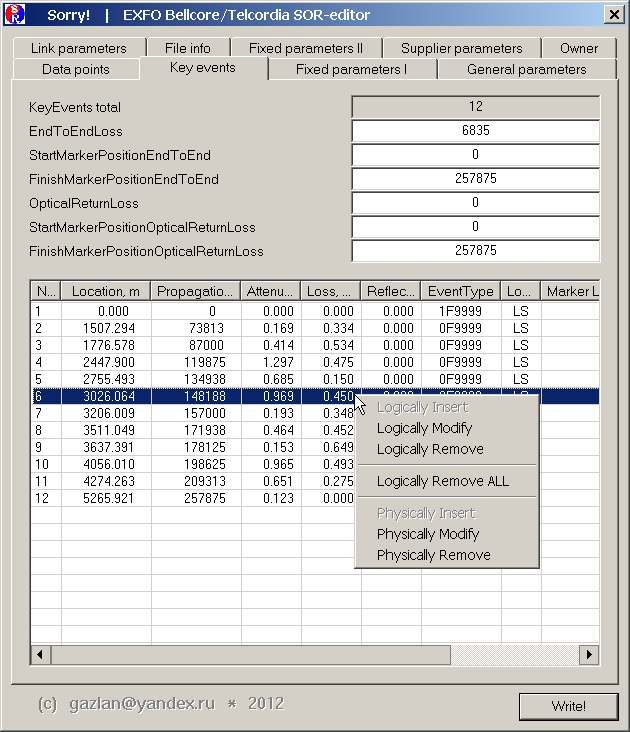 Sorry! | EXFO Bellcore/Telcordia SOR-editor
Link parameters File info Fixed parameters II Supplier parameters Owner
Data points Key events Fixed parameters I General parameters
KeyEvents total 12
EndToEndLoss 6835
StartMarkerPositionEndToEnd 0
FinishMarkerPositionEndToEnd 257875
OpticalReturnLoss 0
StartMarkerPositionOpticalReturnLoss 0
FinishMarkerPositionOpticalReturnLoss 257875
N... Location, m Propagatio... Attenu... Loss, ... Reflec... EventType Lo... Marker L
1 0.000 0 0.000 0.000 0.000 1F9999 LS
2 1507.294 73813 0.169 0.334 0.000 0F9999 LS
3 1776.578 87000 0.414 0.534 0.000 0F9999 LS
4 2447.900 119875 1.297 0.475 0.000 0F9999 LS
5 2755.493 134938 0.685 0.150 0.000 0F9999 LS
6 3026.064 148188 0.969 0.450
7 3206.009 157000 0.193 0.348
8 3511.049 171938 0.464 0.452
9 3637.391 178125 0.153 0.649
10 4056.010 198625 0.965 0.493
11 4274.263 209313 0.651 0.275
12 5265.921 257875 0.123 0.000
Logically Insert
Logically Modify
Logically Remove
Logically Remove ALL
Physically Insert
Physically Modify
Physically Remove
(c) gazlan@yandex.ru * 2012
Write!